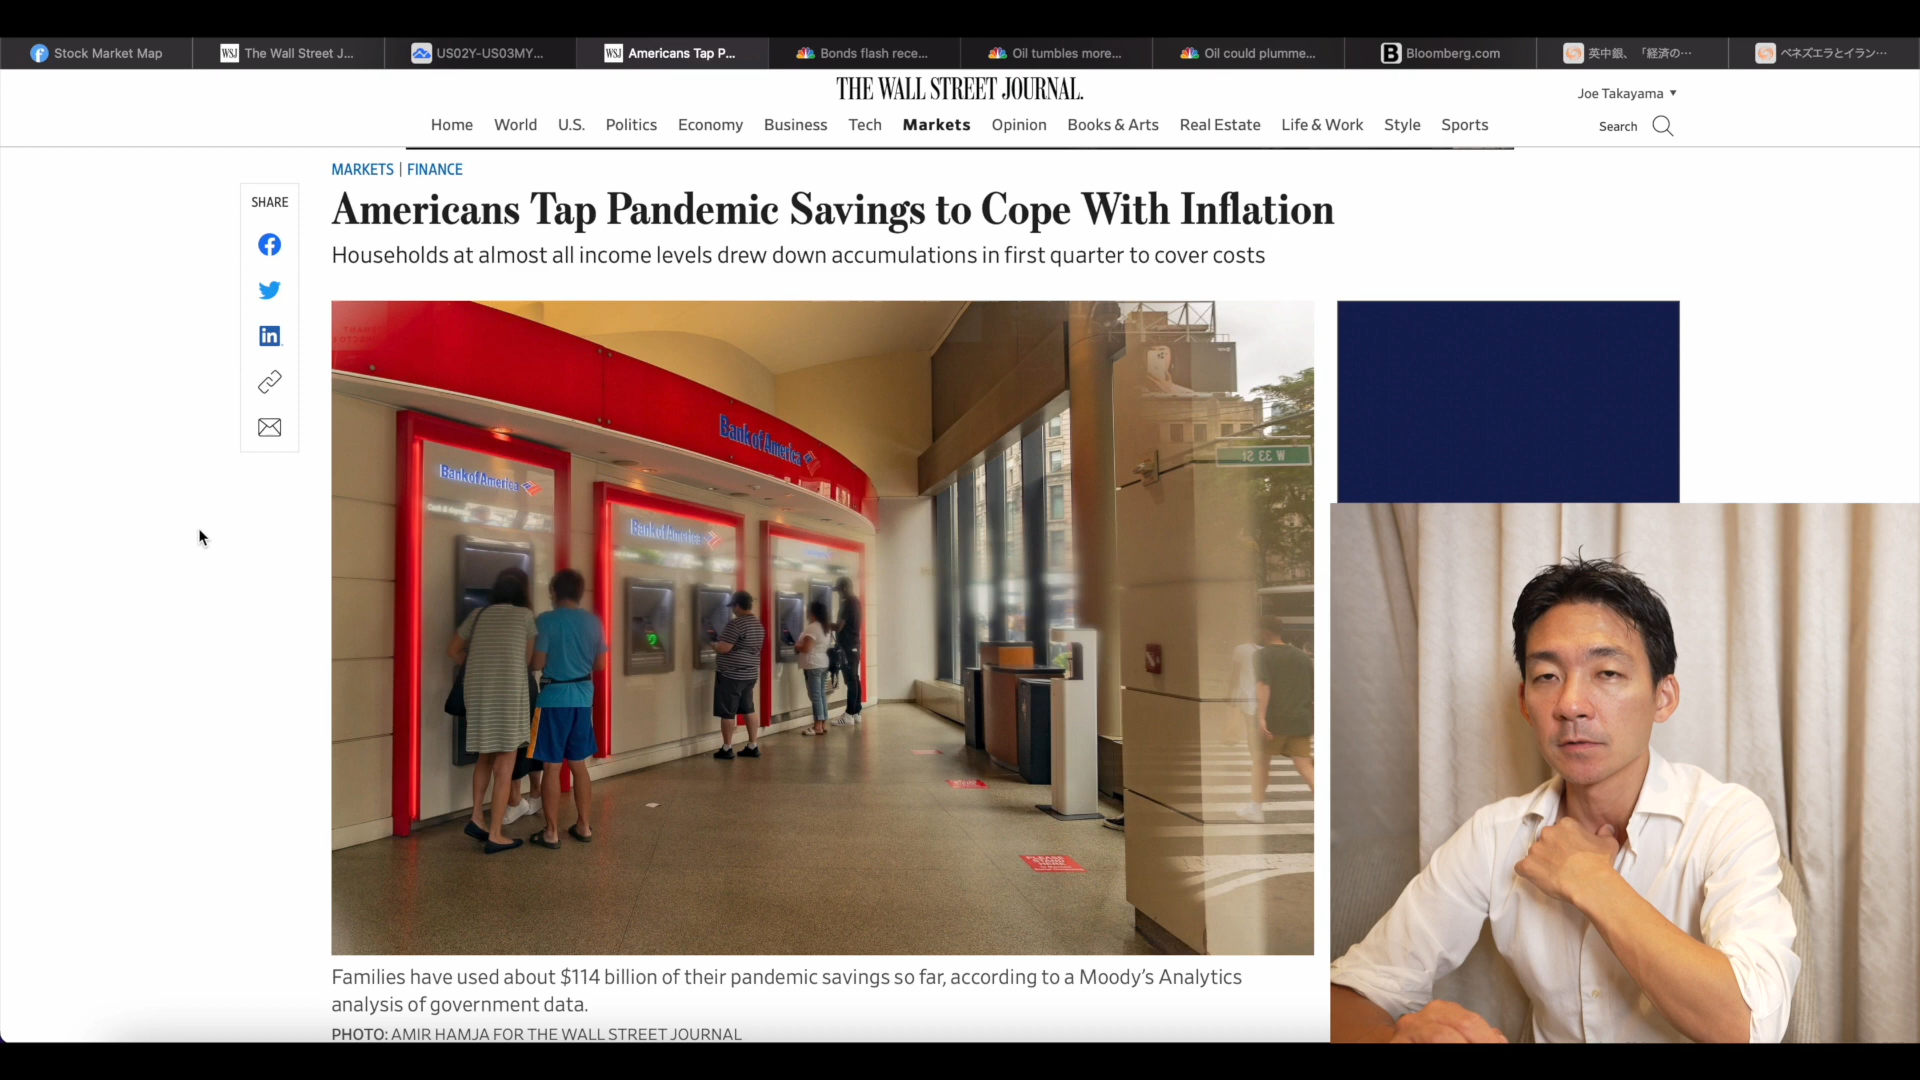 Stock Market Map
WSJ The Wall Street J...
US02Y-US03MY...
WSJ Americans Tap P...
Bonds flash rece...
Oil tumbles more...
Oil could plumme...
B Bloomberg.com
英中銀、「経済の…
ベネズエラとイラン…
THE WALL STREET JOURNAL.
Joe Takayama
Home World U.S. Politics Economy Business Tech Markets Opinion Books & Arts Real Estate Life & Work Style Sports
Search
MARKETS | FINANCE
SHARE
Americans Tap Pandemic Savings to Cope With Inflation
Households at almost all income levels drew down accumulations in first quarter to cover costs
in
Bank of America
Bank of America
Bank of America
W 33 St
PLEASE STAND HERE
Families have used about $114 billion of their pandemic savings so far, according to a Moody's Analytics
analysis of government data.
PHOTO: AMIR HAMJA FOR THE WALL STREET JOURNAL